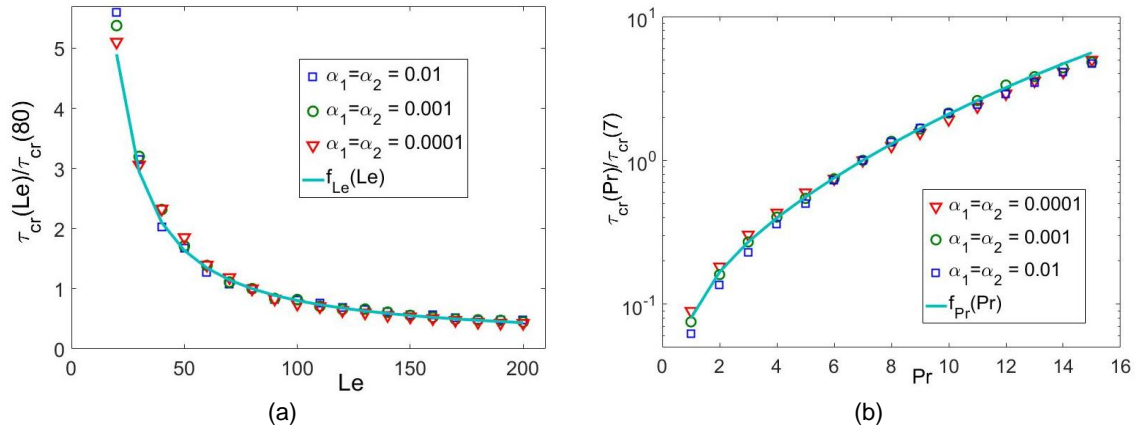 τcr(Le)/τcr(80)
5
4
3
2
1
0
α1=α2 = 0.01
α1=α2 = 0.001
α1=α2 = 0.0001
fLe(Le)
0 50 100 150 200
Le
(a)
τcr(Pr)/τcr(7)
10^1
10^0
10^-1
α1=α2 = 0.0001
α1=α2 = 0.001
α1=α2 = 0.01
fPr(Pr)
0 2 4 6 8 10 12 14 16
Pr
(b)